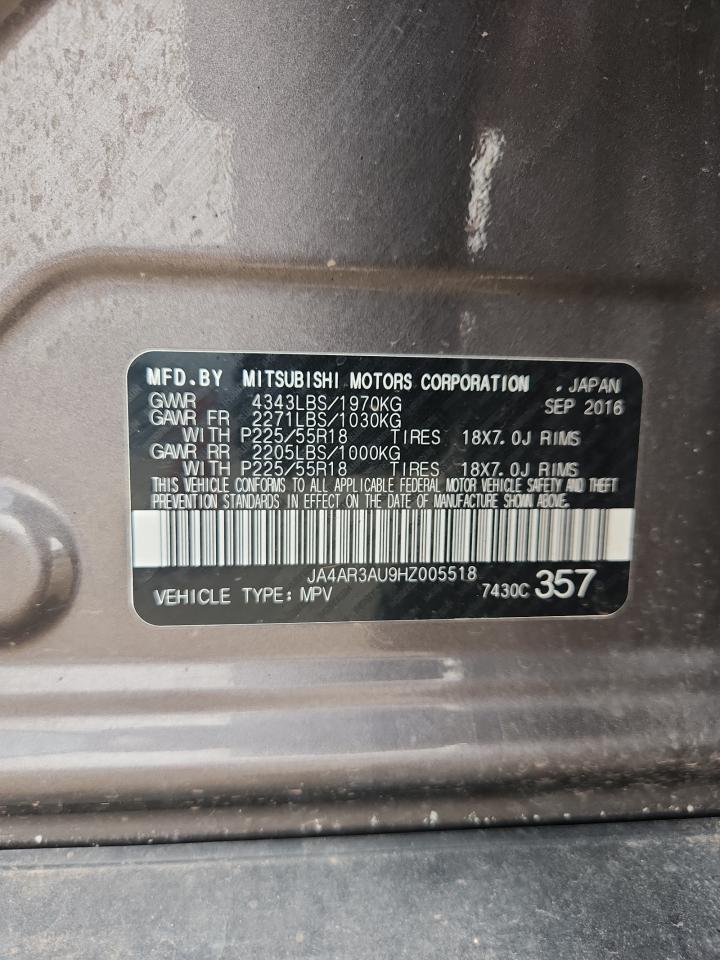 MFD.BY MITSUBISHI MOTORS CORPORATION . JAPAN
GVWR 4343LBS/1970KG SEP 2016
GAWR FR 2271LBS/1030KG
WITH P225/55R18 TIRES 18X7.0J RIMS
GAWR RR 2205LBS/1000KG
WITH P225/55R18 TIRES 18X7.0J RIMS
THIS VEHICLE CONFORMS TO ALL APPLICABLE FEDERAL MOTOR VEHICLE SAFETY AND THEFT
PREVENTION STANDARDS IN EFFECT ON THE DATE OF MANUFACTURE SHOWN ABOVE.
JA4AR3AU9HZ005518
VEHICLE TYPE: MPV 7430C 357